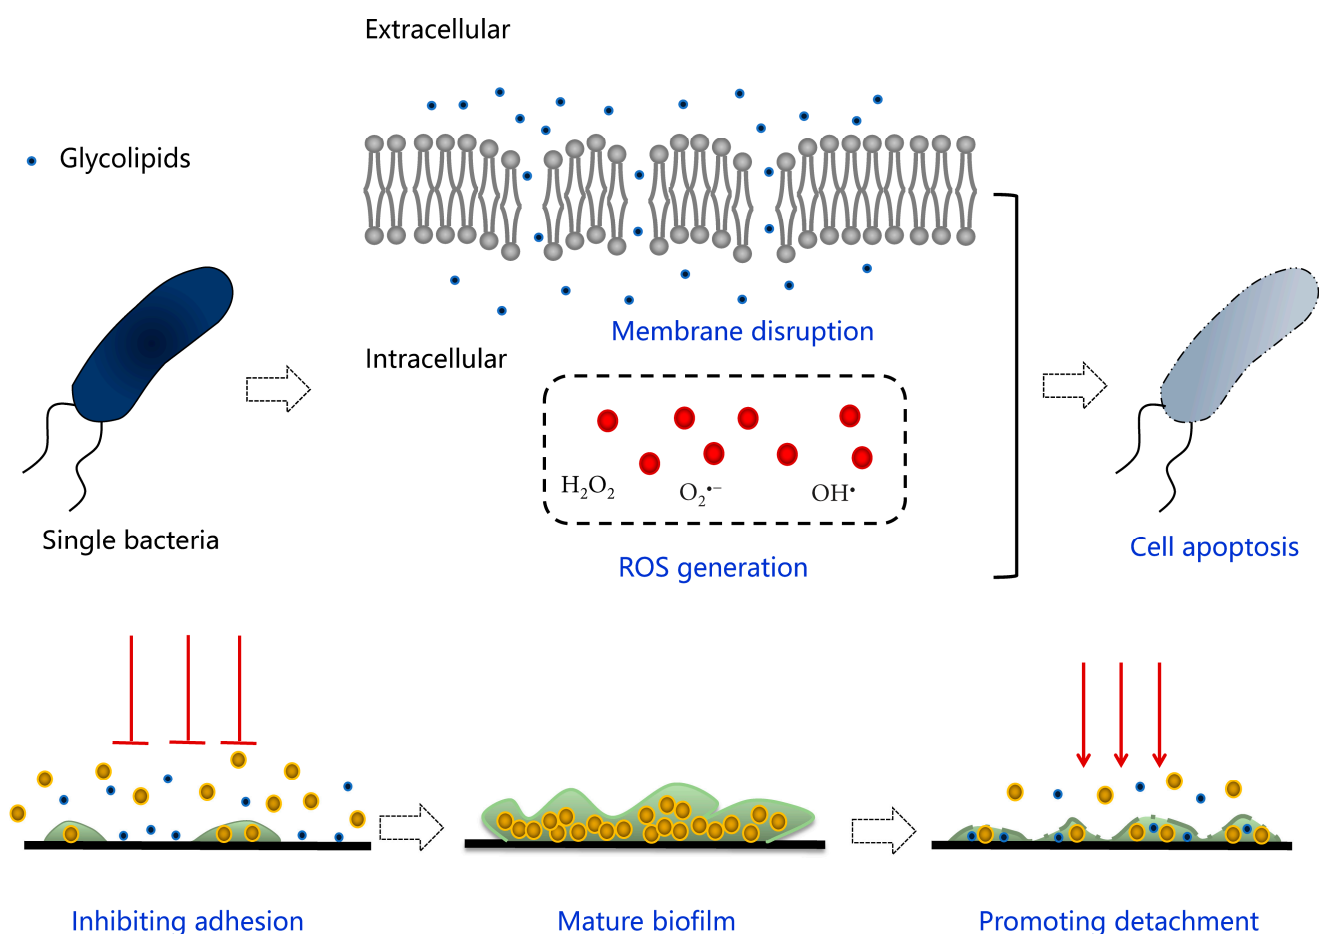 Extracellular
Glycolipids
Membrane disruption
Intracellular
H₂O₂
O₂•−
OH•
Single bacteria
ROS generation
Cell apoptosis
Inhibiting adhesion
Mature biofilm
Promoting detachment